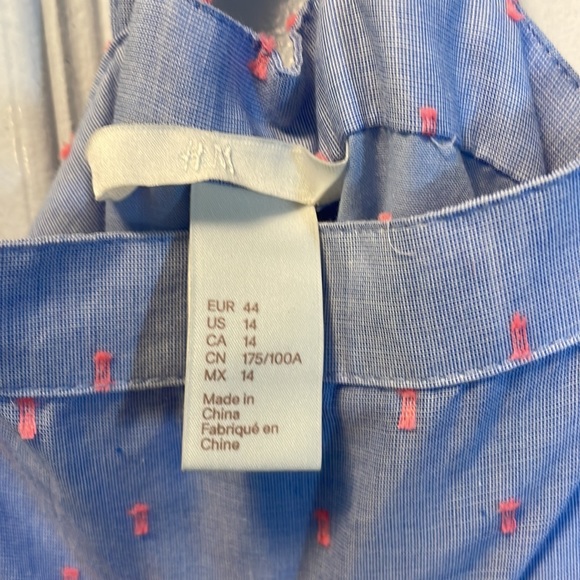 H&M
EUR 44
US 14
CA 14
CN 175/100A
MX 14
Made in
China
Fabriqué en
Chine